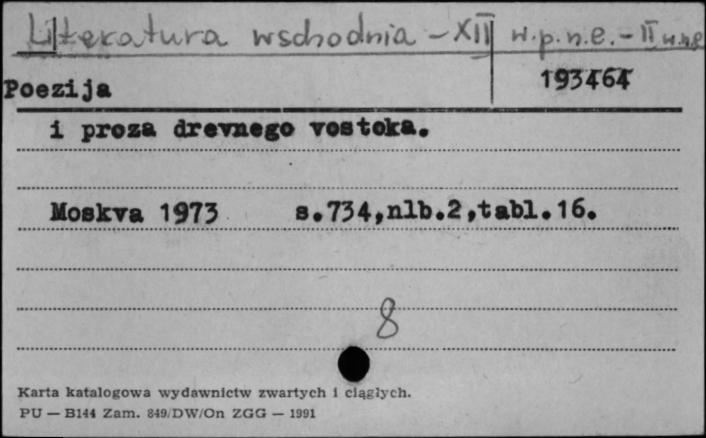 Literatura wschodnia - XII w.p.n.e. - II w.n.e
193464
Poezija
i proza drevnego vostoka.
Moskva 1973 s.734,nlb.2,tabl.16.
8
Karta katalogowa wydawnictw zwartych i ciągłych.
PU — B144 Zam. 849/DW/On ZGG — 1991